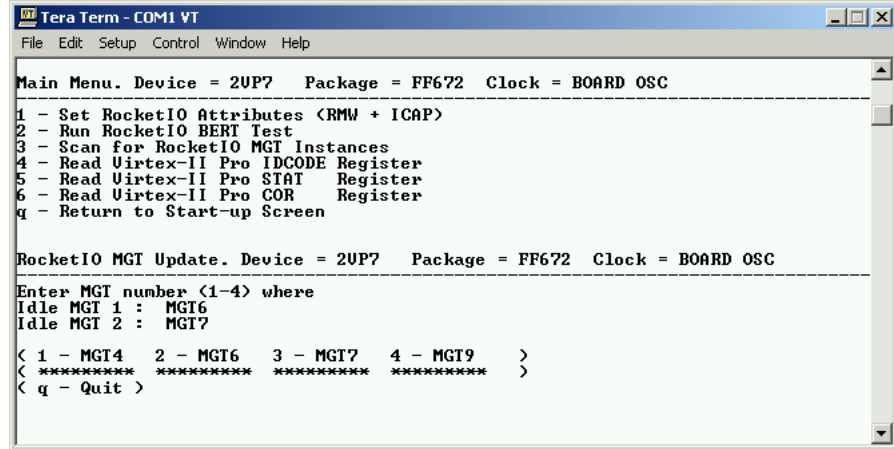 Tera Term - COM1 VT
File Edit Setup Control Window Help
Main Menu. Device = 2VP7   Package = FF672  Clock = BOARD OSC
--------------------------------------------------------------------------------
1 - Set RocketIO Attributes (RMW + ICAP)
2 - Run RocketIO BERT Test
3 - Scan for RocketIO MGT Instances
4 - Read Virtex-II Pro IDCODE Register
5 - Read Virtex-II Pro STAT   Register
6 - Read Virtex-II Pro COR    Register
q - Return to Start-up Screen
RocketIO MGT Update. Device = 2VP7   Package = FF672  Clock = BOARD OSC
--------------------------------------------------------------------------------
Enter MGT number (1-4) where
Idle MGT 1 :  MGT6
Idle MGT 2 :  MGT7
( 1 - MGT4   2 - MGT6   3 - MGT7   4 - MGT9    )
( *********  *********  *********  *********   )
( q - Quit )